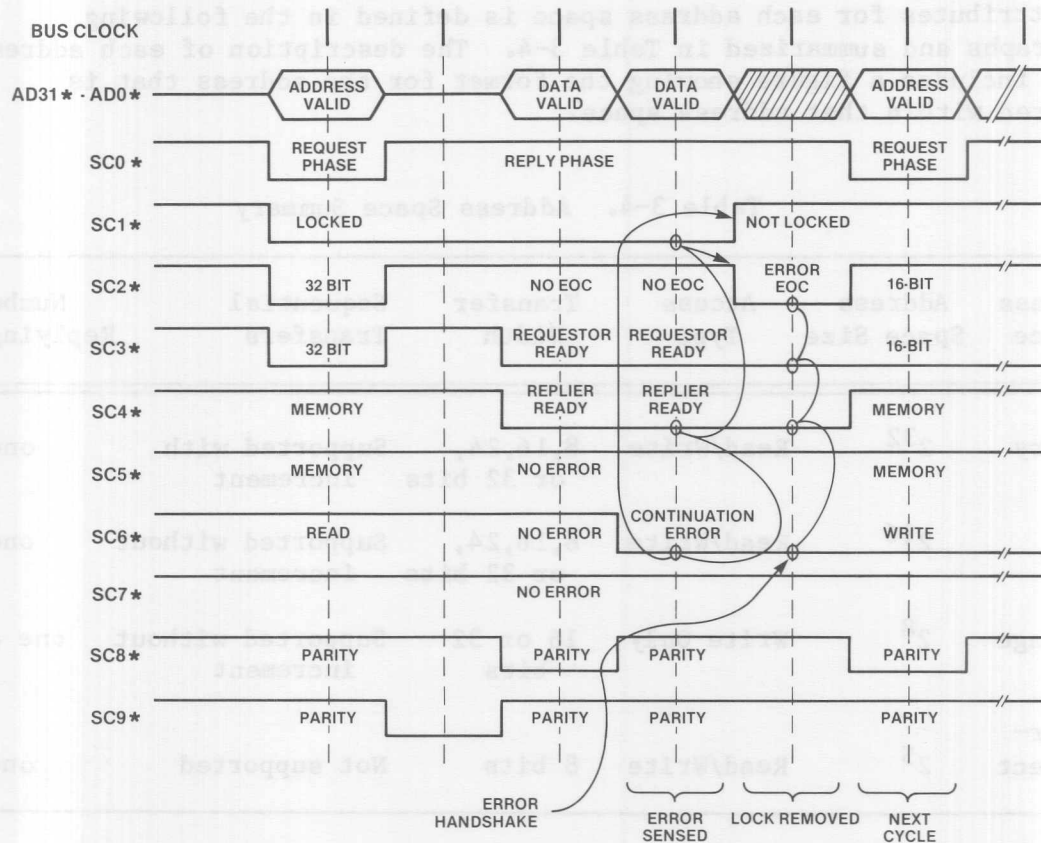 BUS CLOCK
AD31* - AD0*
ADDRESS VALID
DATA VALID
DATA VALID
ADDRESS VALID
SC0*
REQUEST PHASE
REPLY PHASE
REQUEST PHASE
SC1*
LOCKED
NOT LOCKED
SC2*
32 BIT
NO EOC
NO EOC
ERROR EOC
16-BIT
SC3*
32 BIT
REQUESTOR READY
REQUESTOR READY
16-BIT
SC4*
MEMORY
REPLIER READY
REPLIER READY
MEMORY
SC5*
MEMORY
NO ERROR
MEMORY
SC6*
READ
NO ERROR
CONTINUATION ERROR
WRITE
SC7*
NO ERROR
SC8*
PARITY
PARITY
PARITY
PARITY
SC9*
PARITY
PARITY
PARITY
PARITY
ERROR HANDSHAKE
ERROR SENSED
LOCK REMOVED
NEXT CYCLE